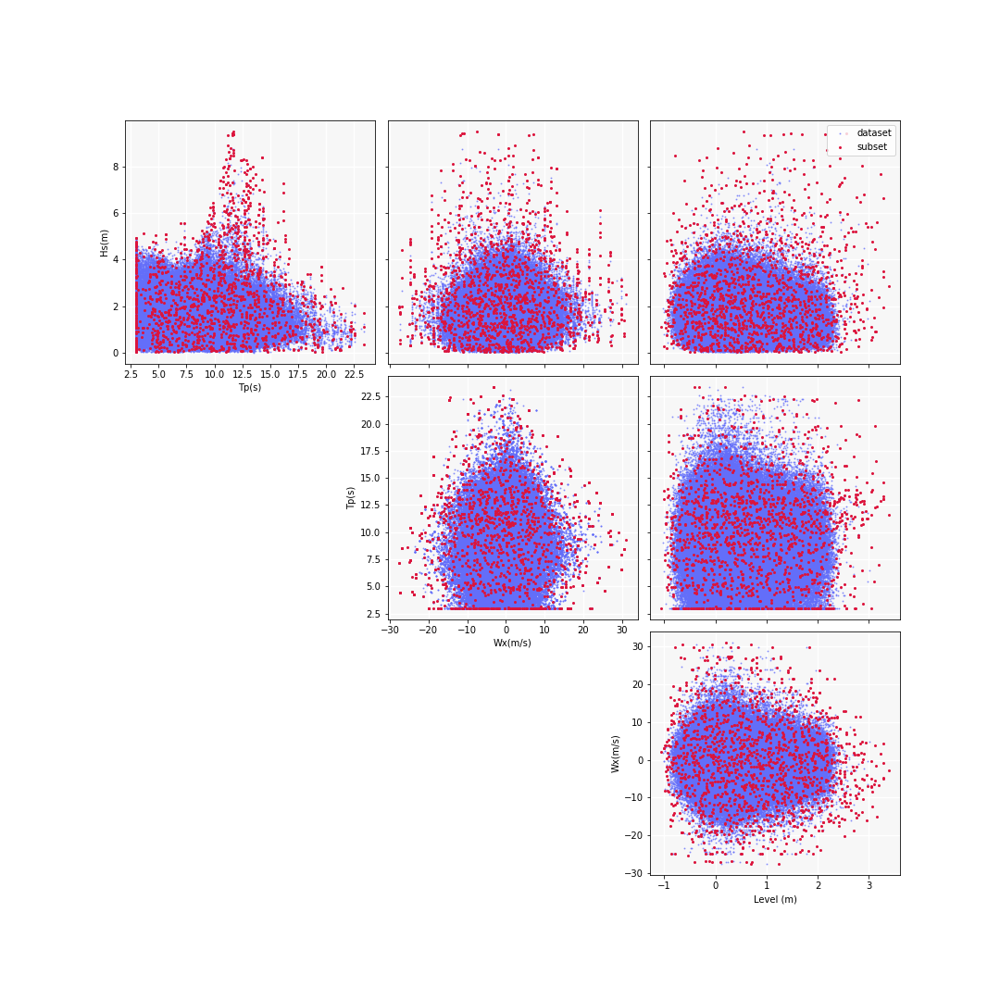 dataset
subset
8
6
4
2
0
Hs(m)
2.5 5.0 7.5 10.0 12.5 15.0 17.5 20.0 22.5
Tp(s)
22.5
20.0
17.5
15.0
12.5
10.0
7.5
5.0
2.5
Tp(s)
−30 −20 −10 0 10 20 30
Wx(m/s)
30
20
10
0
−10
−20
−30
Wx(m/s)
−1 0 1 2 3
Level (m)